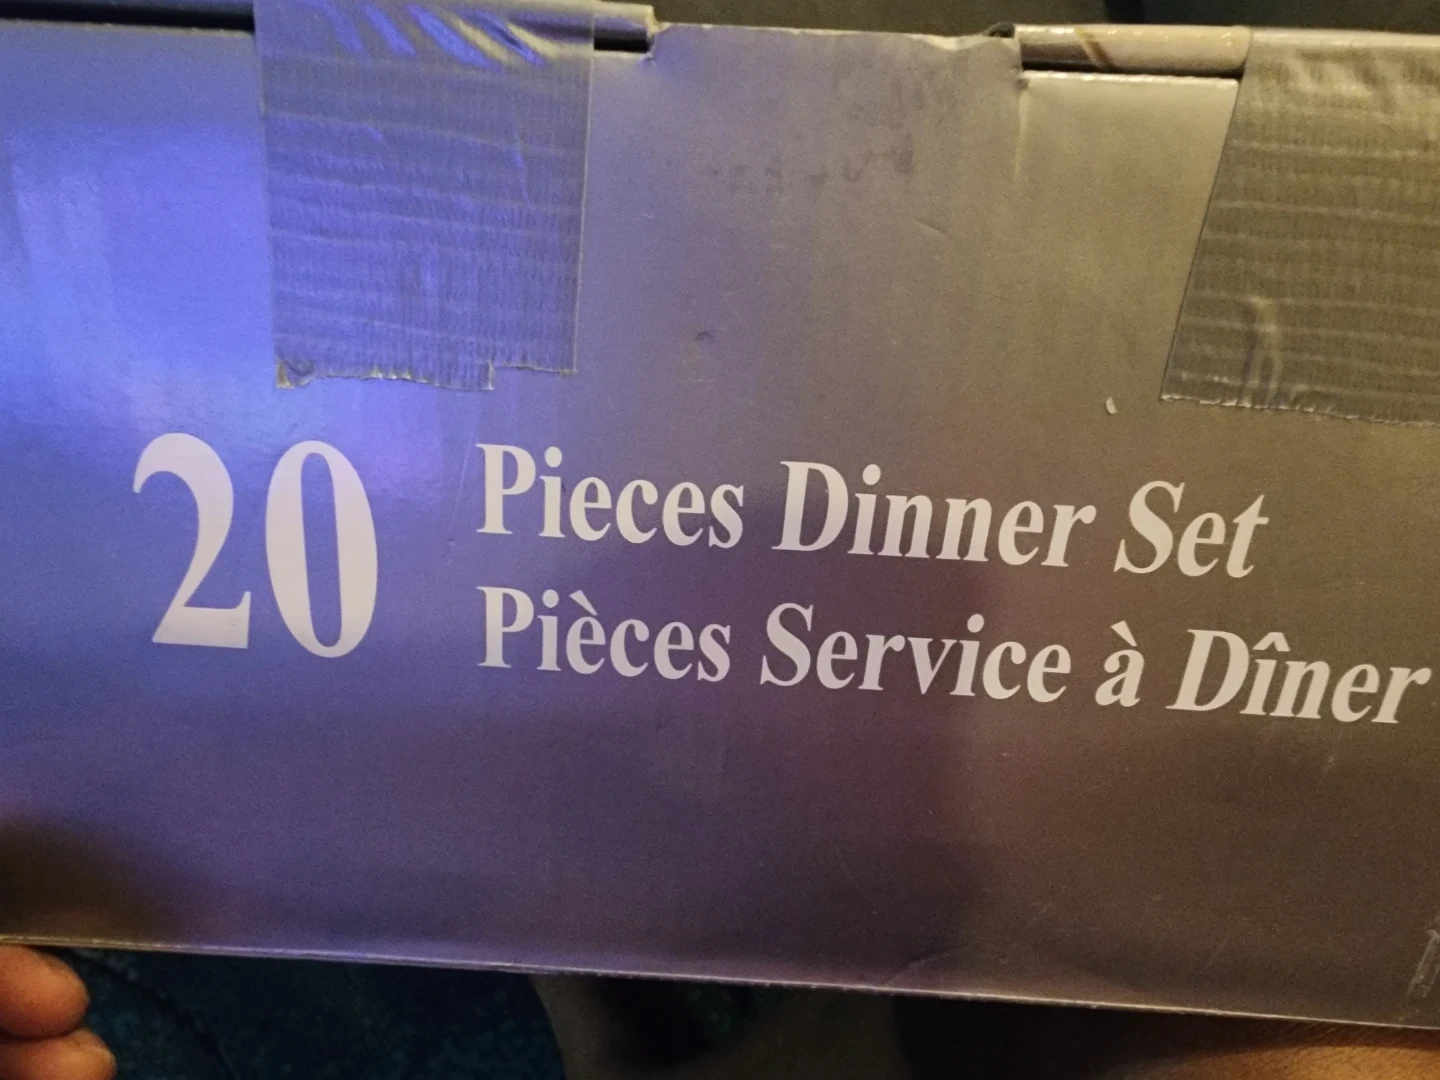 20 Pieces Dinner Set
Pièces Service à Dîner